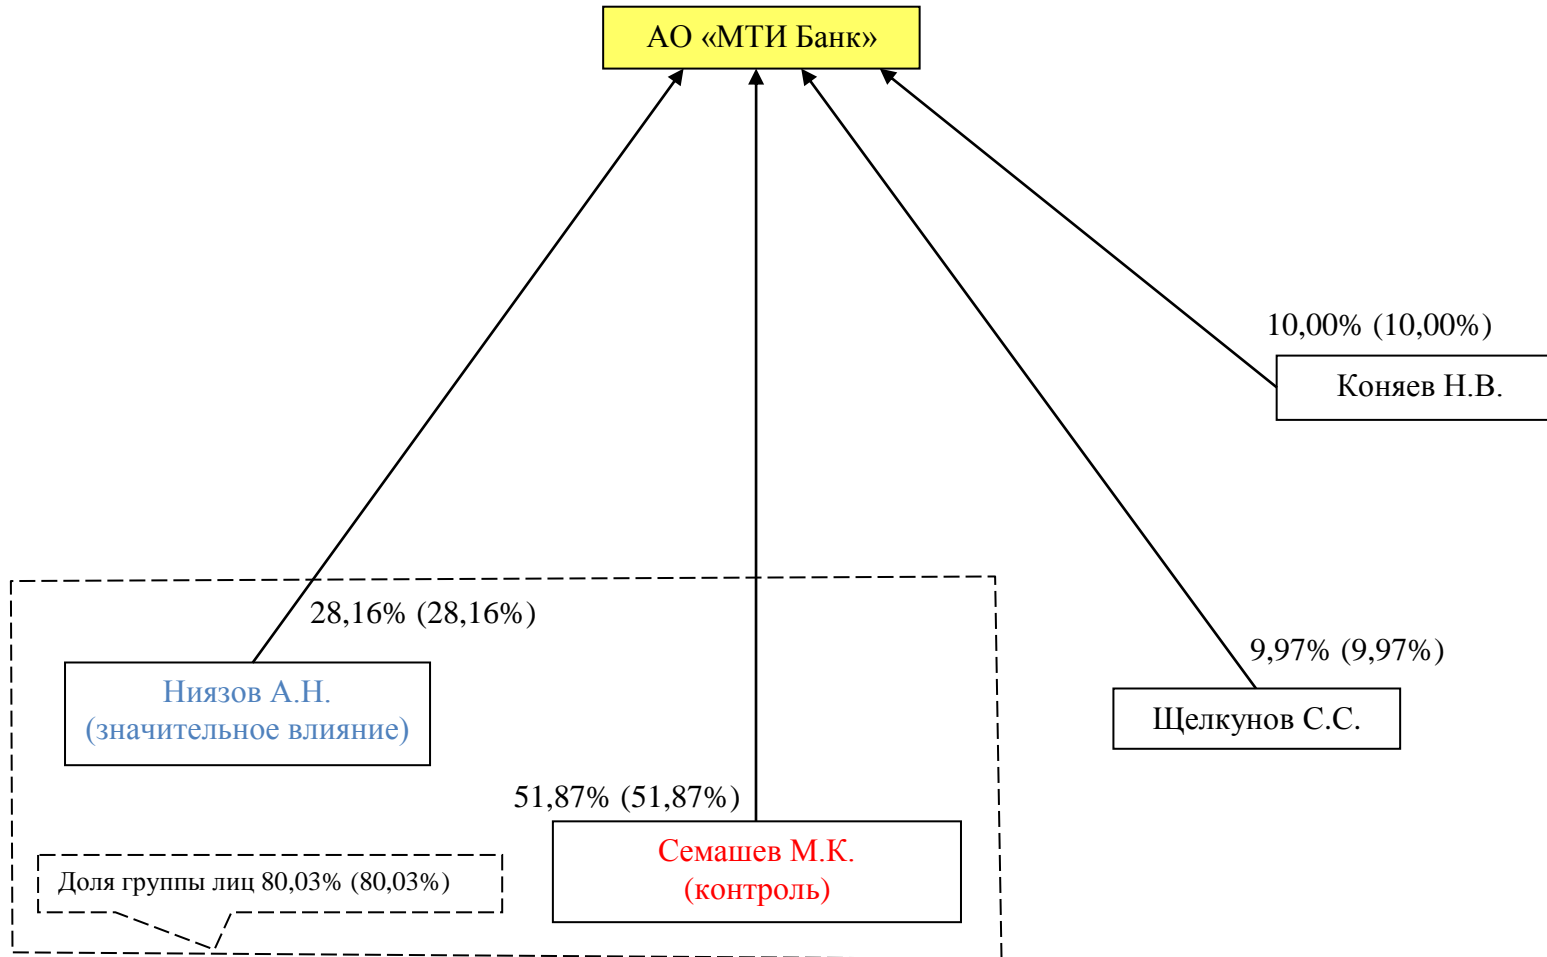 АО «МТИ Банк»
10,00% (10,00%)
Коняев Н.В.
28,16% (28,16%)
Ниязов А.Н.
(значительное влияние)
9,97% (9,97%)
Щелкунов С.С.
51,87% (51,87%)
Семашев М.К.
(контроль)
Доля группы лиц 80,03% (80,03%)